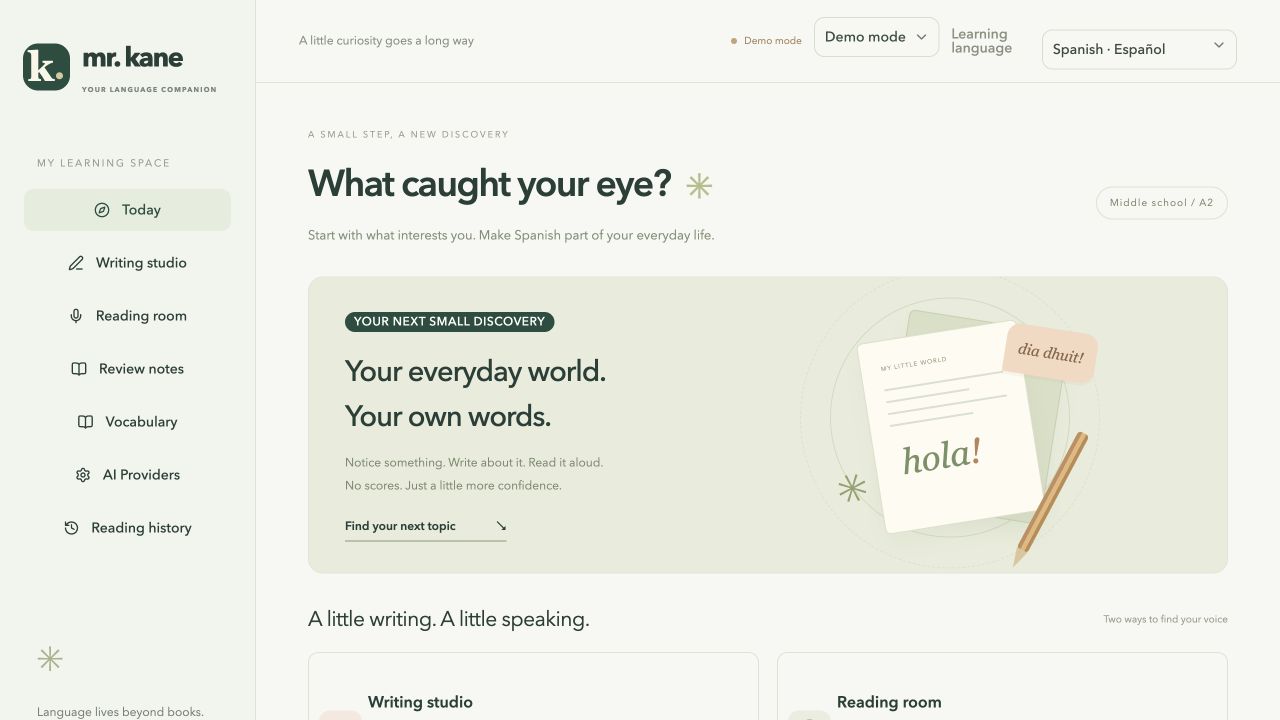 k.
mr. kane
YOUR LANGUAGE COMPANION
MY LEARNING SPACE
Today
Writing studio
Reading room
Review notes
Vocabulary
AI Providers
Reading history
Language lives beyond books.
A little curiosity goes a long way
Demo mode
Demo mode
Learning
language
Spanish · Español
A SMALL STEP, A NEW DISCOVERY
What caught your eye?
Start with what interests you. Make Spanish part of your everyday life.
Middle school / A2
YOUR NEXT SMALL DISCOVERY
Your everyday world.
Your own words.
Notice something. Write about it. Read it aloud.
No scores. Just a little more confidence.
Find your next topic
MY LITTLE WORLD
dia dhuit!
hola!
A little writing. A little speaking.
Two ways to find your voice
Writing studio
Reading room